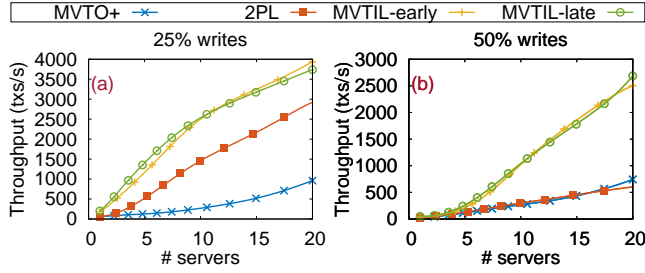 MVTO+ 2PL MVTIL-early MVTIL-late
25% writes 50% writes
Throughput (txs/s)
4000
3500
3000
2500
2000
1500
1000
500
0
(a)
0 5 10 15 20
# servers
Throughput (txs/s)
3000
2500
2000
1500
1000
500
0
(b)
0 5 10 15 20
# servers